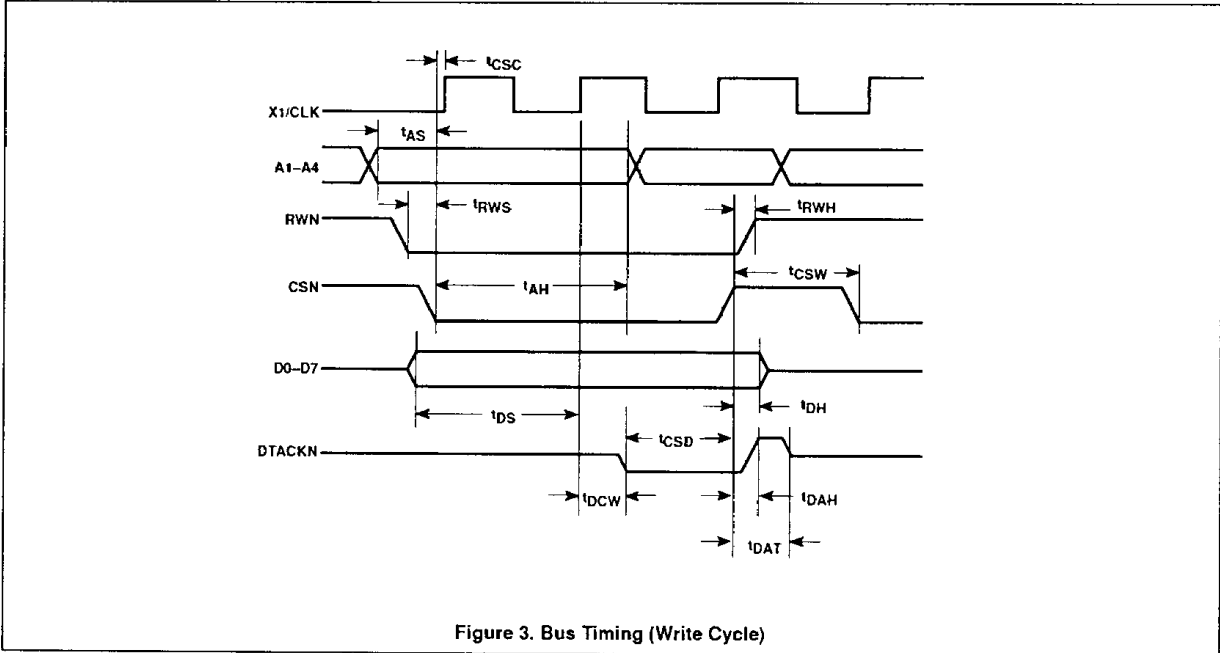 tCSC
X1/CLK
tAS
A1–A4
tRWS
tRWH
RWN
tCSW
CSN
tAH
D0–D7
tDS
tDH
tCSD
DTACKN
tDCW
tDAH
tDAT
Figure 3. Bus Timing (Write Cycle)